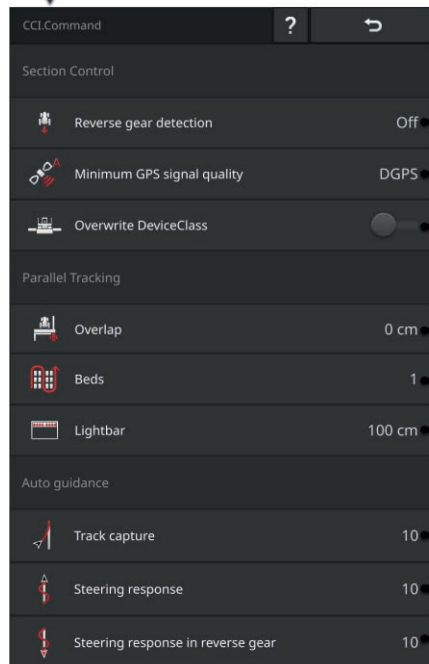 CCI.Command ?
Section Control
Reverse gear detection Off
A
Minimum GPS signal quality DGPS
Overwrite DeviceClass
Parallel Tracking
Overlap 0 cm
Beds 1
Lightbar 100 cm
Auto guidance
Track capture 10
Steering response 10
Steering response in reverse gear 10